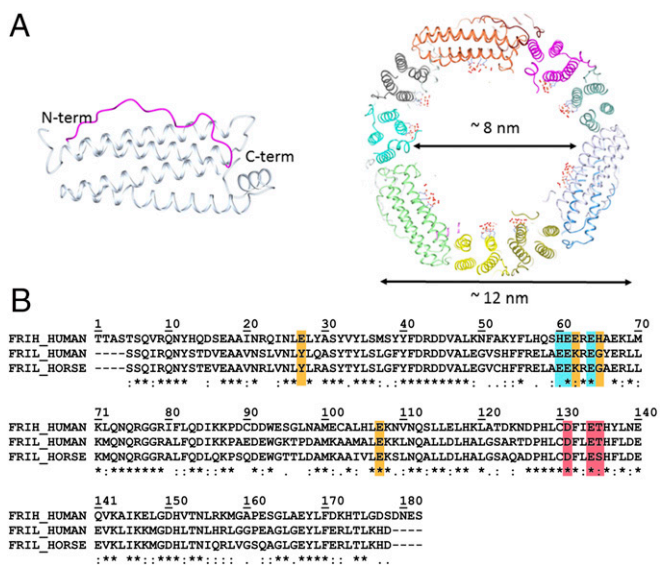 A
N-term
C-term
~ 8 nm
~ 12 nm
B
1 10 20 30 40 50 60 70
FRIH_HUMAN TTASTSQVRQNYHQDSEAAINRQINLELYASYVYLSMSYYFDRDDVALKNFAKYFLHQSHEEREHAEKLM
FRIL_HUMAN ----SSQIRQNYSTDVEAAVNSLVNLYLQASYTYLSLGFYFDRDDVALEGVSHFFRELAEEKREGYERLL
FRIL_HORSE ----SSQIRQNYSTEVEAAVNSLVNLYLRASYTYLSLGFYFDRDDVALEGVCHFFRELAEEKREGAERLL
71 80 90 100 110 120 130 140
FRIH_HUMAN KLQNQRGGRIFLQDIKKPDCDDWESGLNAMECALHLEKNVNQSLLELHKLATDKNDPHLCDFIETHYLNE
FRIL_HUMAN KMQNQRGGRALFQDIKKPAEDEWGKTPDAMKAAMALEKKLNQALLDLHALGSARTDPHLCDFLETHFLDE
FRIL_HORSE KMQNQRGGRALFQDLQKPSQDEWGTTLDAMKAAIVLEKSLNQALLDLHALGSAQADPHLCDFLESHFLDE
141 150 160 170 182
FRIH_HUMAN QVKAIKELGDHVTNLRKMGAPESGLAEYLFDKHTLGDSDNES
FRIL_HUMAN EVKLIKKMGDHLTNLHRLGGPEAGLGEYLFERLTLKHD----
FRIL_HORSE EVKLIKKMGDHLTNIQRLVGSQAGLGEYLFERLTLKHD----